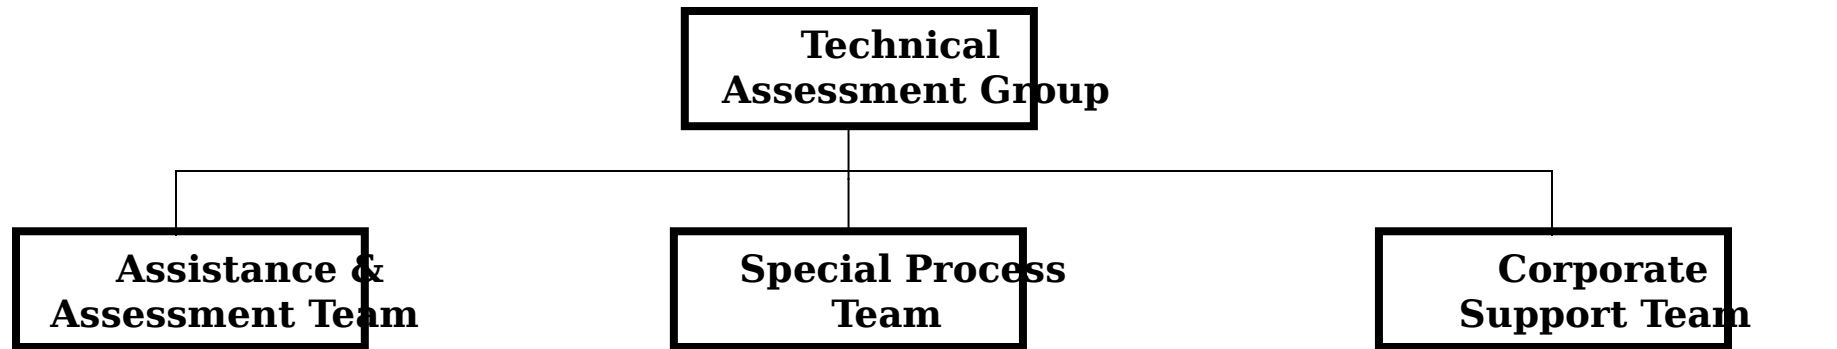 Technical
Assessment Group
Assistance &
Assessment Team
Special Process
Team
Corporate
Support Team